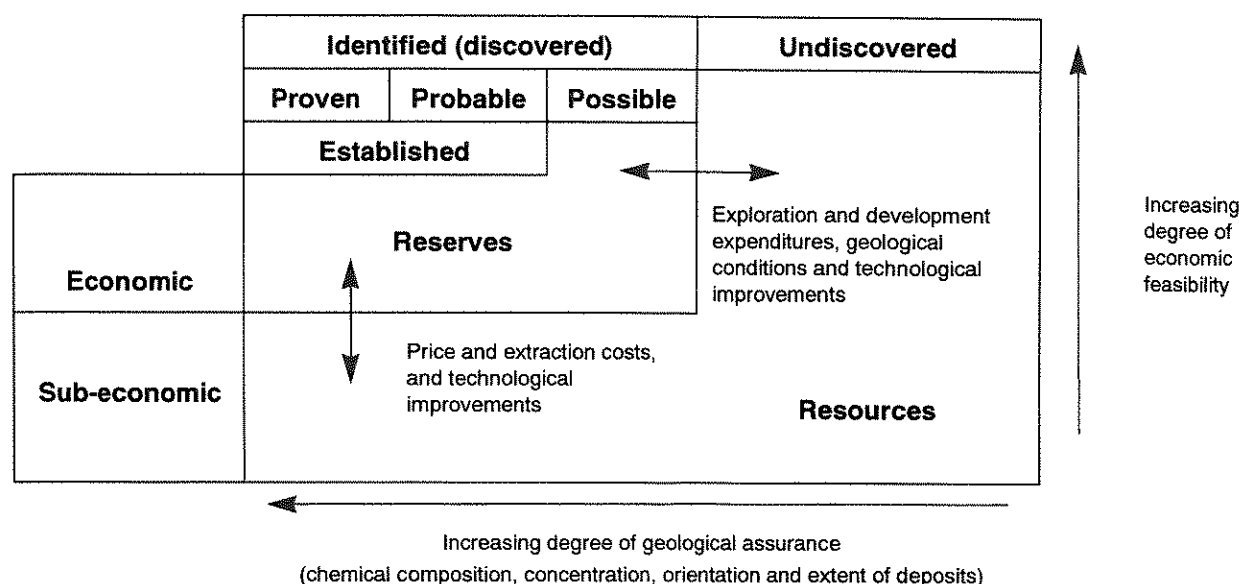 Identified (discovered)
Undiscovered
Proven
Probable
Possible
Established
Reserves
Economic
Exploration and development
expenditures, geological
conditions and technological
improvements
Increasing
degree of
economic
feasibility
Sub-economic
Price and extraction costs,
and technological
improvements
Resources
Increasing degree of geological assurance
(chemical composition, concentration, orientation and extent of deposits)